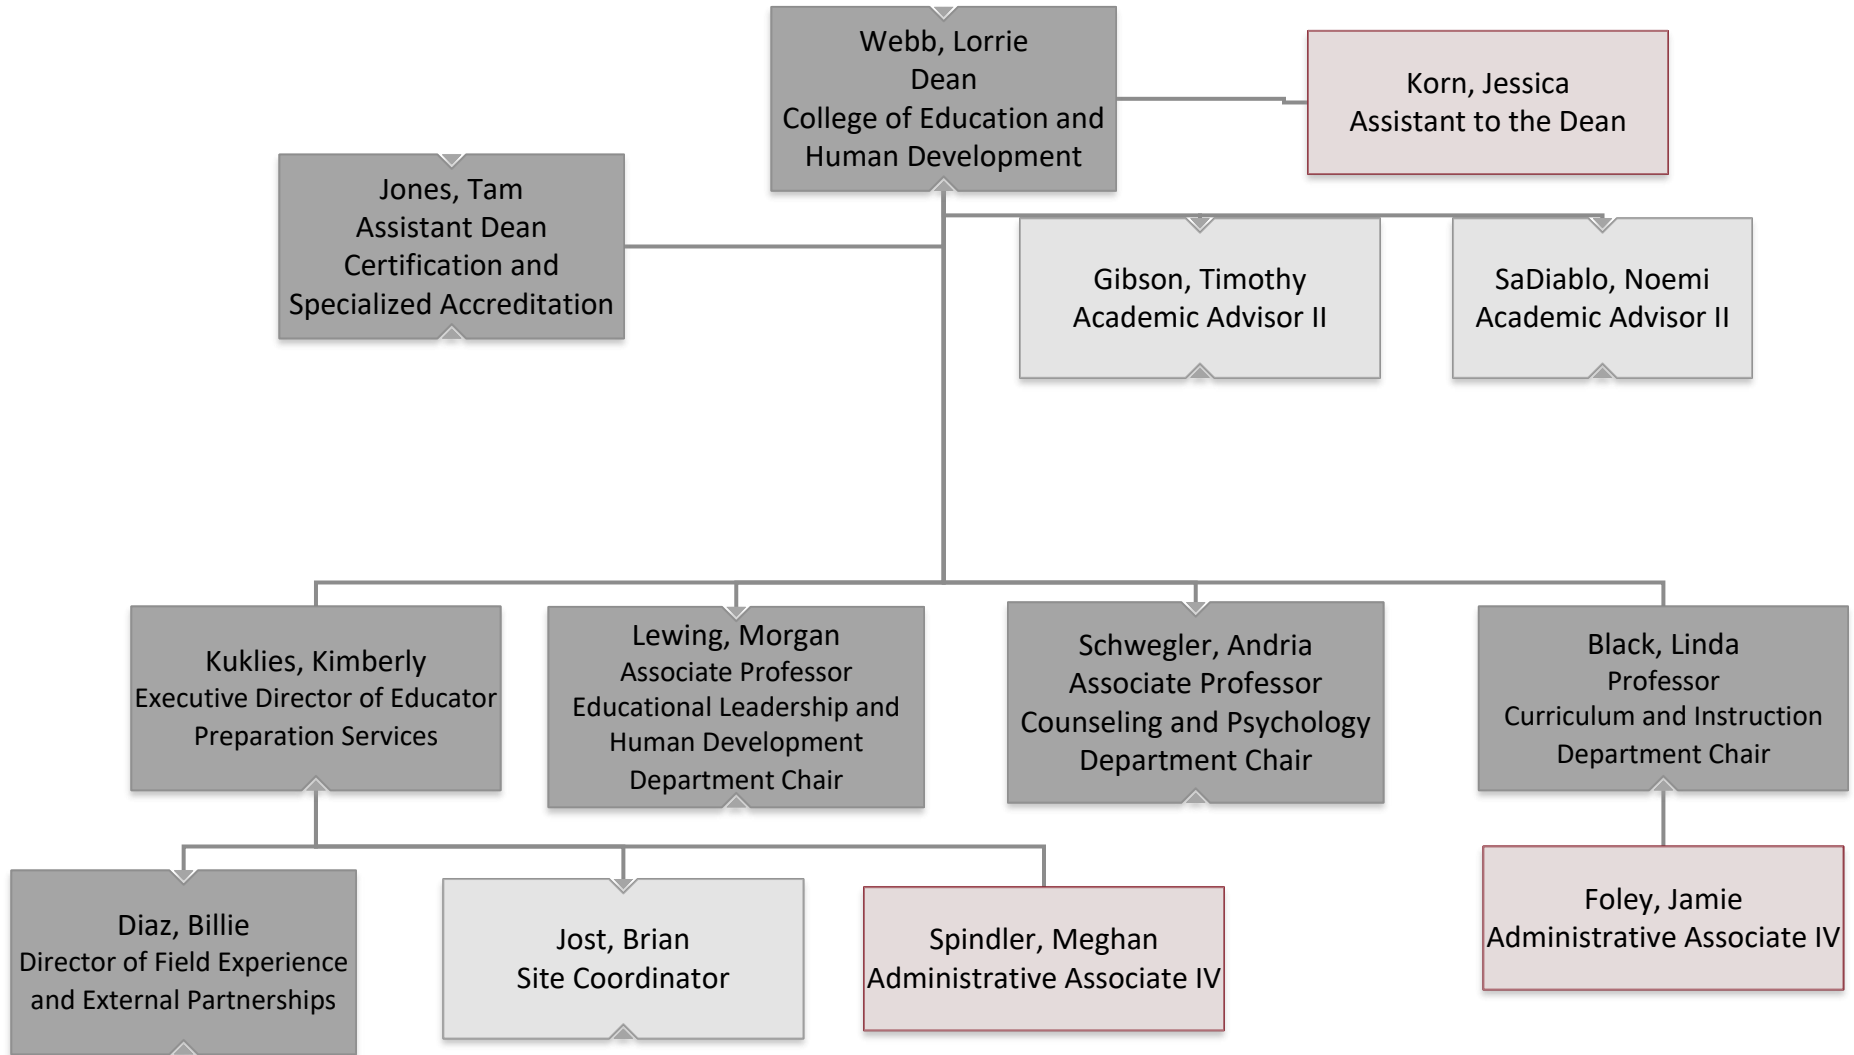 Webb, Lorrie
Dean
College of Education and
Human Development
Korn, Jessica
Assistant to the Dean
Jones, Tam
Assistant Dean
Certification and
Specialized Accreditation
Gibson, Timothy
Academic Advisor II
SaDiablo, Noemi
Academic Advisor II
Kuklies, Kimberly
Executive Director of Educator
Preparation Services
Lewing, Morgan
Associate Professor
Educational Leadership and
Human Development
Department Chair
Schwegler, Andria
Associate Professor
Counseling and Psychology
Department Chair
Black, Linda
Professor
Curriculum and Instruction
Department Chair
Diaz, Billie
Director of Field Experience
and External Partnerships
Jost, Brian
Site Coordinator
Spindler, Meghan
Administrative Associate IV
Foley, Jamie
Administrative Associate IV